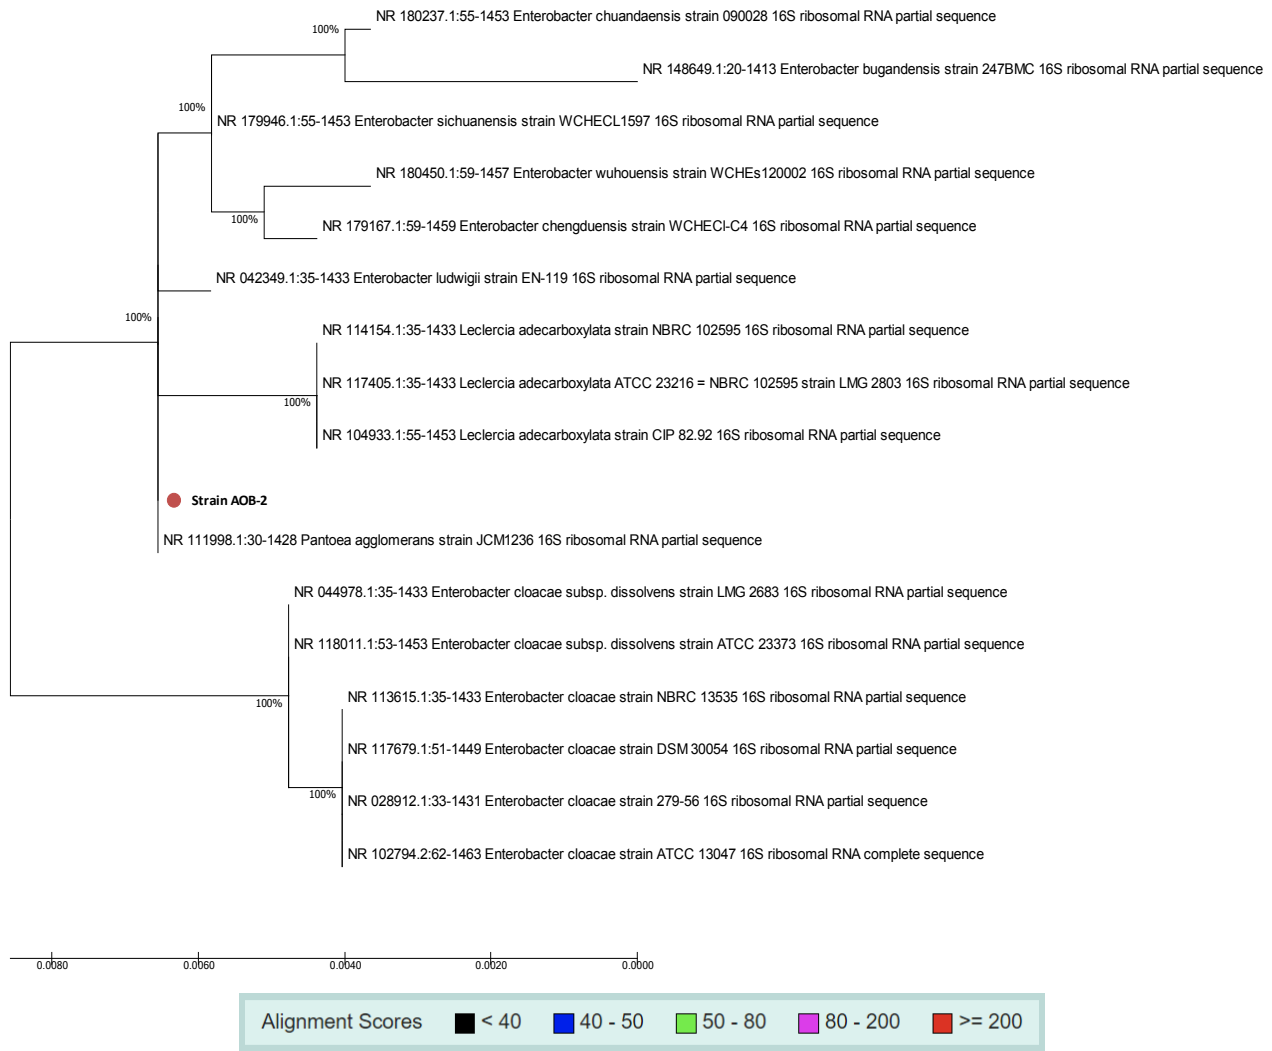 NR 180237.1:55-1453 Enterobacter chuandaensis strain 090028 16S ribosomal RNA partial sequence
100%
NR 148649.1:20-1413 Enterobacter bugandensis strain 247BMC 16S ribosomal RNA partial sequence
100%
NR 179946.1:55-1453 Enterobacter sichuanensis strain WCHECL1597 16S ribosomal RNA partial sequence
NR 180450.1:59-1457 Enterobacter wuhouensis strain WCHEs120002 16S ribosomal RNA partial sequence
100%
NR 179167.1:59-1459 Enterobacter chengduensis strain WCHECl-C4 16S ribosomal RNA partial sequence
NR 042349.1:35-1433 Enterobacter ludwigii strain EN-119 16S ribosomal RNA partial sequence
100%
NR 114154.1:35-1433 Leclercia adecarboxylata strain NBRC 102595 16S ribosomal RNA partial sequence
NR 117405.1:35-1433 Leclercia adecarboxylata ATCC 23216 = NBRC 102595 strain LMG 2803 16S ribosomal RNA partial sequence
100%
NR 104933.1:55-1453 Leclercia adecarboxylata strain CIP 82.92 16S ribosomal RNA partial sequence
Strain AOB-2
NR 111998.1:30-1428 Pantoea agglomerans strain JCM1236 16S ribosomal RNA partial sequence
NR 044978.1:35-1433 Enterobacter cloacae subsp. dissolvens strain LMG 2683 16S ribosomal RNA partial sequence
NR 118011.1:53-1453 Enterobacter cloacae subsp. dissolvens strain ATCC 23373 16S ribosomal RNA partial sequence
100%
NR 113615.1:35-1433 Enterobacter cloacae strain NBRC 13535 16S ribosomal RNA partial sequence
NR 117679.1:51-1449 Enterobacter cloacae strain DSM 30054 16S ribosomal RNA partial sequence
100%
NR 028912.1:33-1431 Enterobacter cloacae strain 279-56 16S ribosomal RNA partial sequence
NR 102794.2:62-1463 Enterobacter cloacae strain ATCC 13047 16S ribosomal RNA complete sequence
0.0080 0.0060 0.0040 0.0020 0.0000
Alignment Scores < 40 40 - 50 50 - 80 80 - 200 >= 200